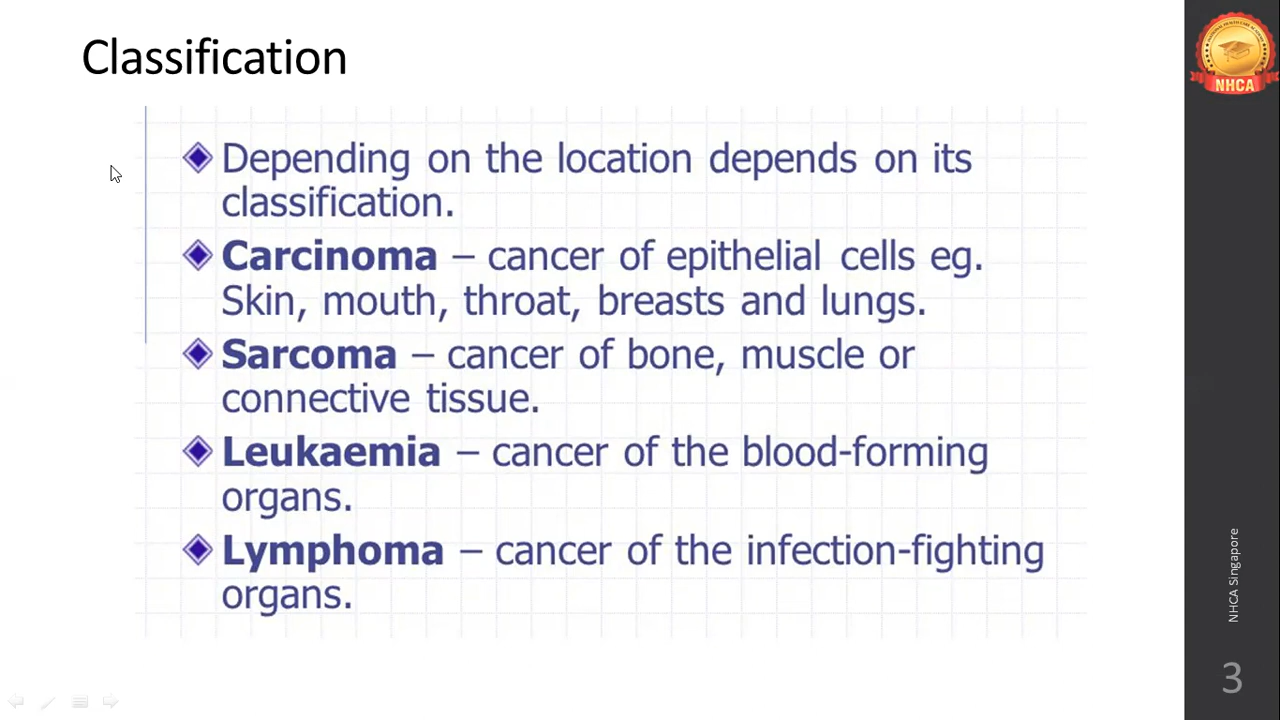 Classification
Depending on the location depends on its
classification.
Carcinoma – cancer of epithelial cells eg.
Skin, mouth, throat, breasts and lungs.
Sarcoma – cancer of bone, muscle or
connective tissue.
Leukaemia – cancer of the blood-forming
organs.
Lymphoma – cancer of the infection-fighting
organs.
NHCA
NHCA Singapore
3